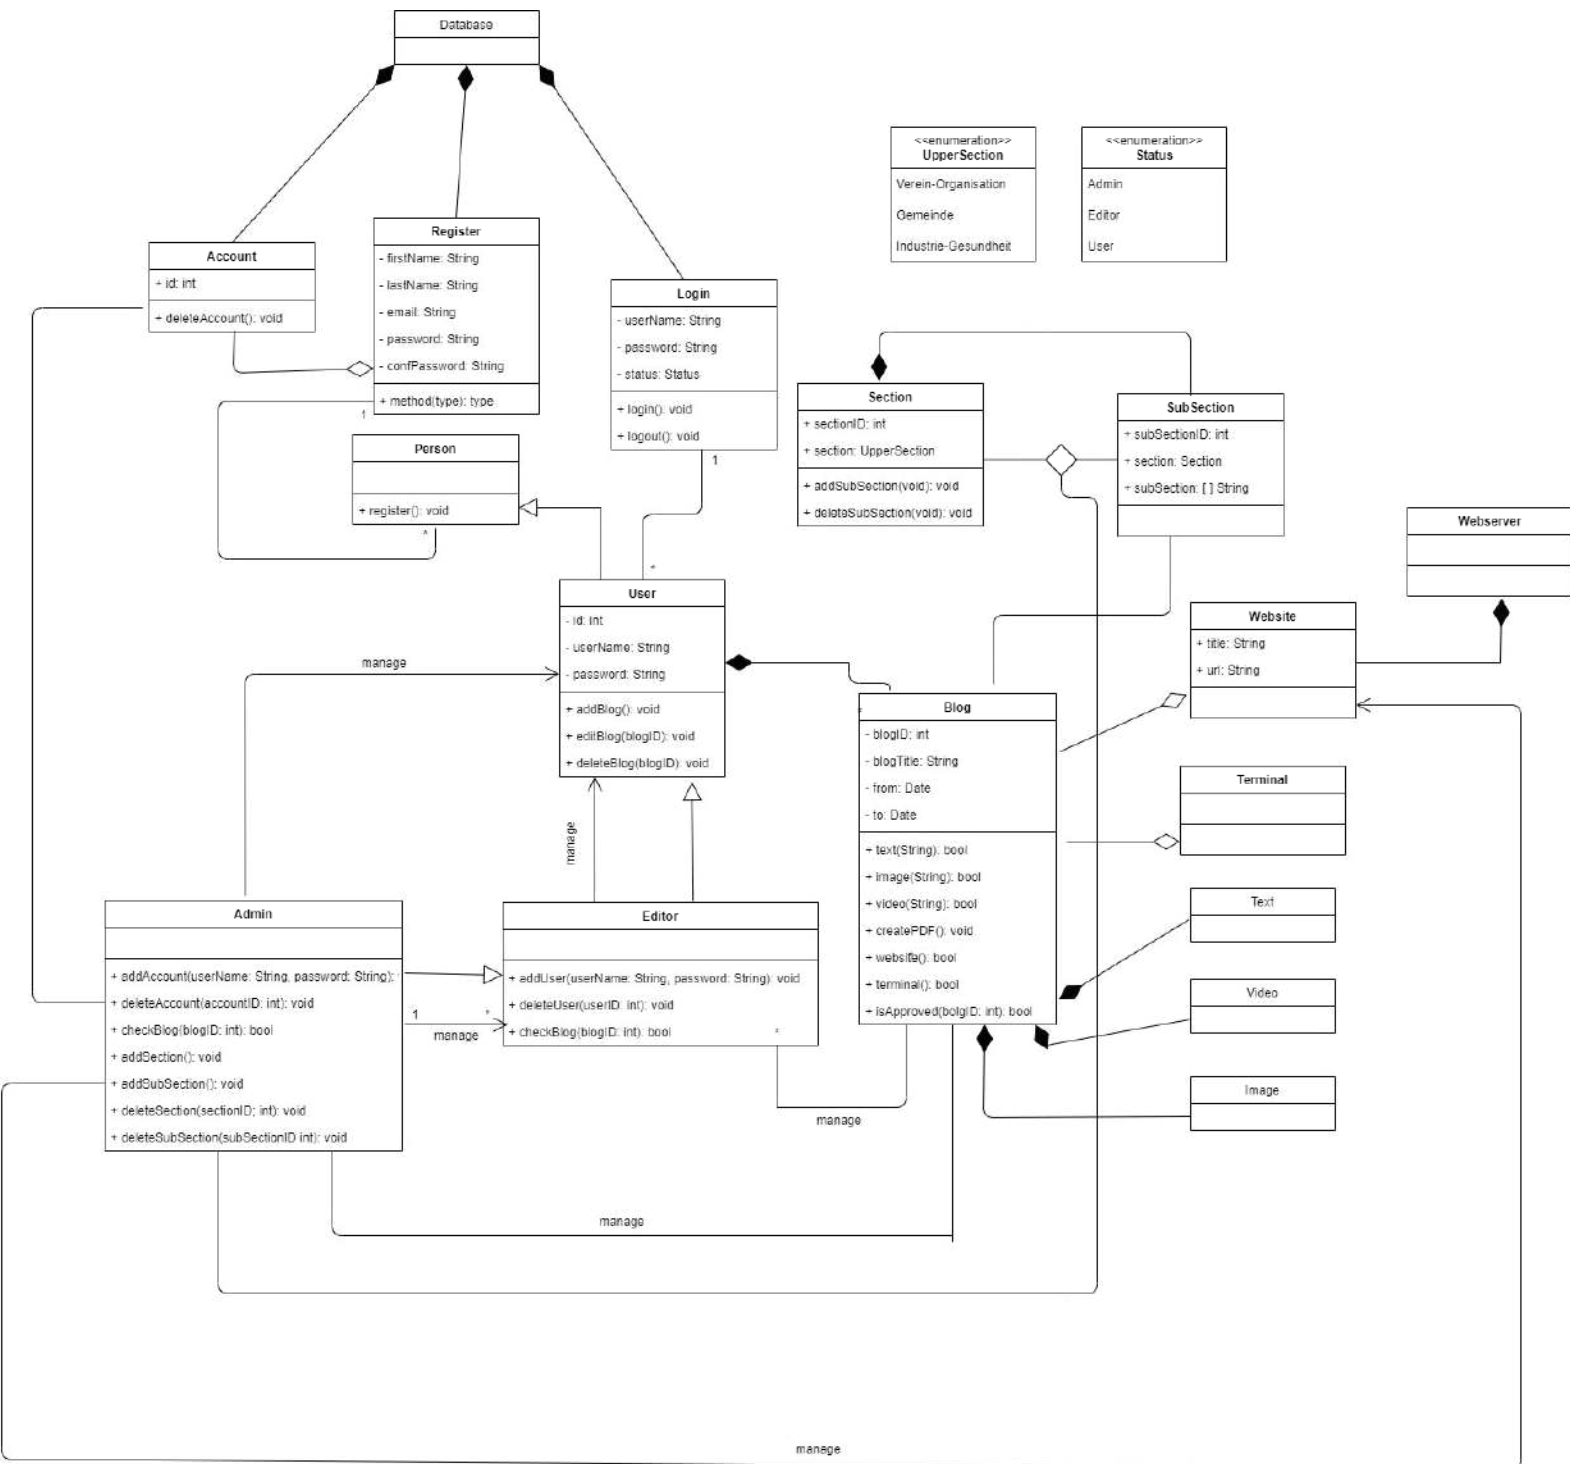 Database
<<enumeration>>
UpperSection
Verein-Organisation
Gemeinde
Industrie-Gesundheit
<<enumeration>>
Status
Admin
Editor
User
Account
+ id: int
+ deleteAccount(): void
Register
- firstName: String
- lastName: String
- email: String
- password: String
- confPassword: String
+ method(type): type
1
Login
- userName: String
- password: String
- status: Status
+ login(): void
+ logout(): void
1
Section
+ sectionID: int
+ section: UpperSection
+ addSubSection(void): void
+ deleteSubSection(void): void
SubSection
+ subSectionID: int
+ section: Section
+ subSection: [ ] String
Person
+ register(): void
*
Webserver
*
User
- id: int
- userName: String
- password: String
+ addBlog(): void
+ editBlog(blogID): void
+ deleteBlog(blogID): void
Website
+ title: String
+ url: String
manage
*
Blog
- blogID: int
- blogTitle: String
- from: Date
- to: Date
+ text(String): bool
+ image(String): bool
+ video(String): bool
+ createPDF(): void
+ website(): bool
+ terminal(): bool
+ isApproved(bolgID: int): bool
Terminal
manage
Text
Video
Image
Admin
+ addAccount(userName: String, password: String):
+ deleteAccount(accountID: int): void
+ checkBlog(blogID: int): bool
+ addSection(): void
+ addSubSection(): void
+ deleteSection(sectionID; int): void
+ deleteSubSection(subSectionID int): void
Editor
+ addUser(userName: String, password: String): void
+ deleteUser(userID: int): void
+ checkBlog(blogID: int): bool
*
1
*
manage
manage
manage
manage